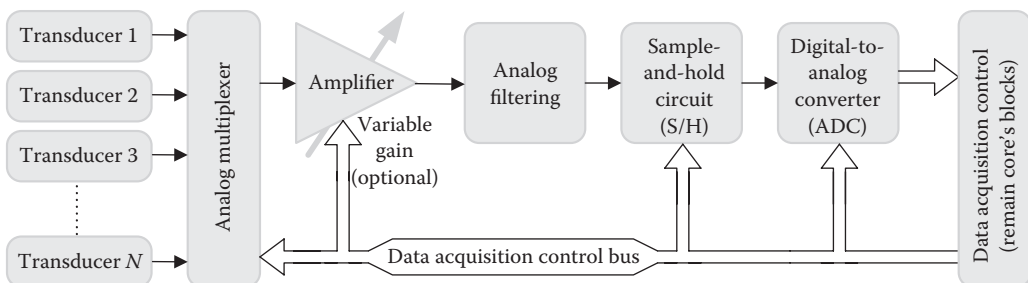 Transducer 1
Transducer 2
Transducer 3
Transducer N
Analog multiplexer
Amplifier
Variable
gain
(optional)
Analog
filtering
Sample-
and-hold
circuit
(S/H)
Digital-to-
analog
converter
(ADC)
Data acquisition control
(remain core's blocks)
Data acquisition control bus